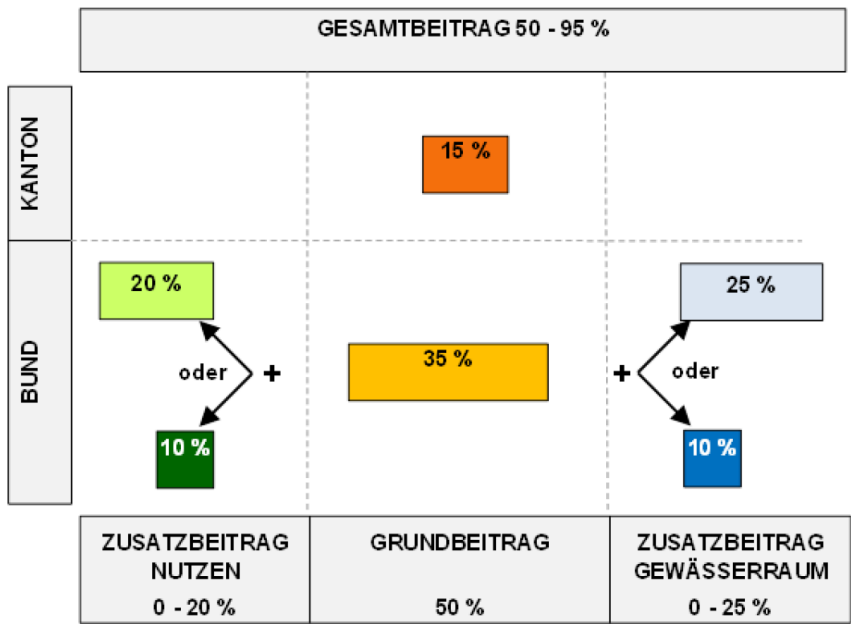 GESAMTBEITRAG 50 - 95 %
KANTON
15 %
BUND
20 %
25 %
35 %
oder
+
+
oder
10 %
10 %
ZUSATZBEITRAG
NUTZEN
0 - 20 %
GRUNDBEITRAG
50 %
ZUSATZBEITRAG
GEWÄSSERRAUM
0 - 25 %